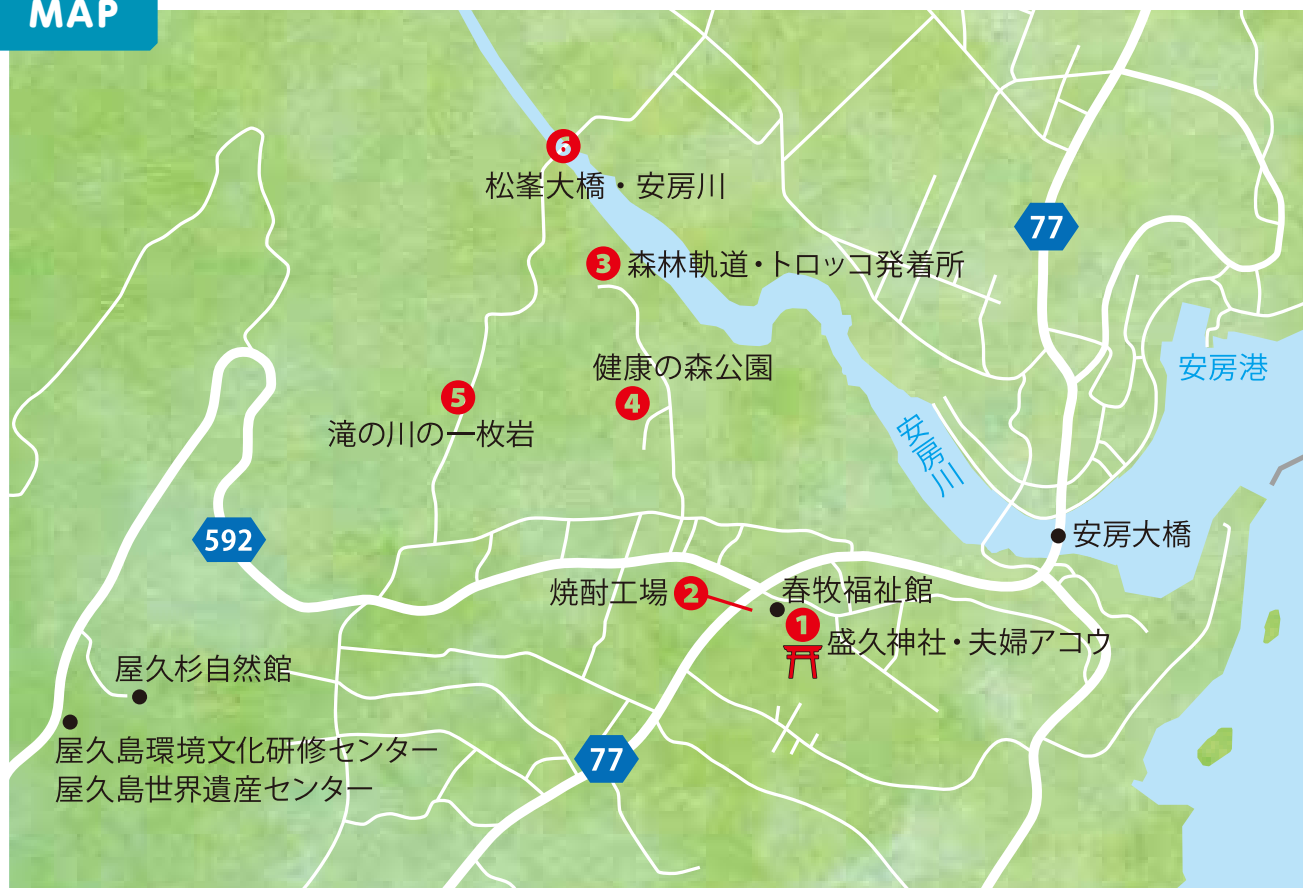 MAP
6
松峯大橋・安房川
77
3 森林軌道・トロッコ発着所
健康の森公園
4
安房港
5
滝の川の一枚岩
安房川
592
安房大橋
焼酎工場 2
春牧福祉館
1
盛久神社・夫婦アコウ
屋久杉自然館
屋久島環境文化研修センター
屋久島世界遺産センター
77